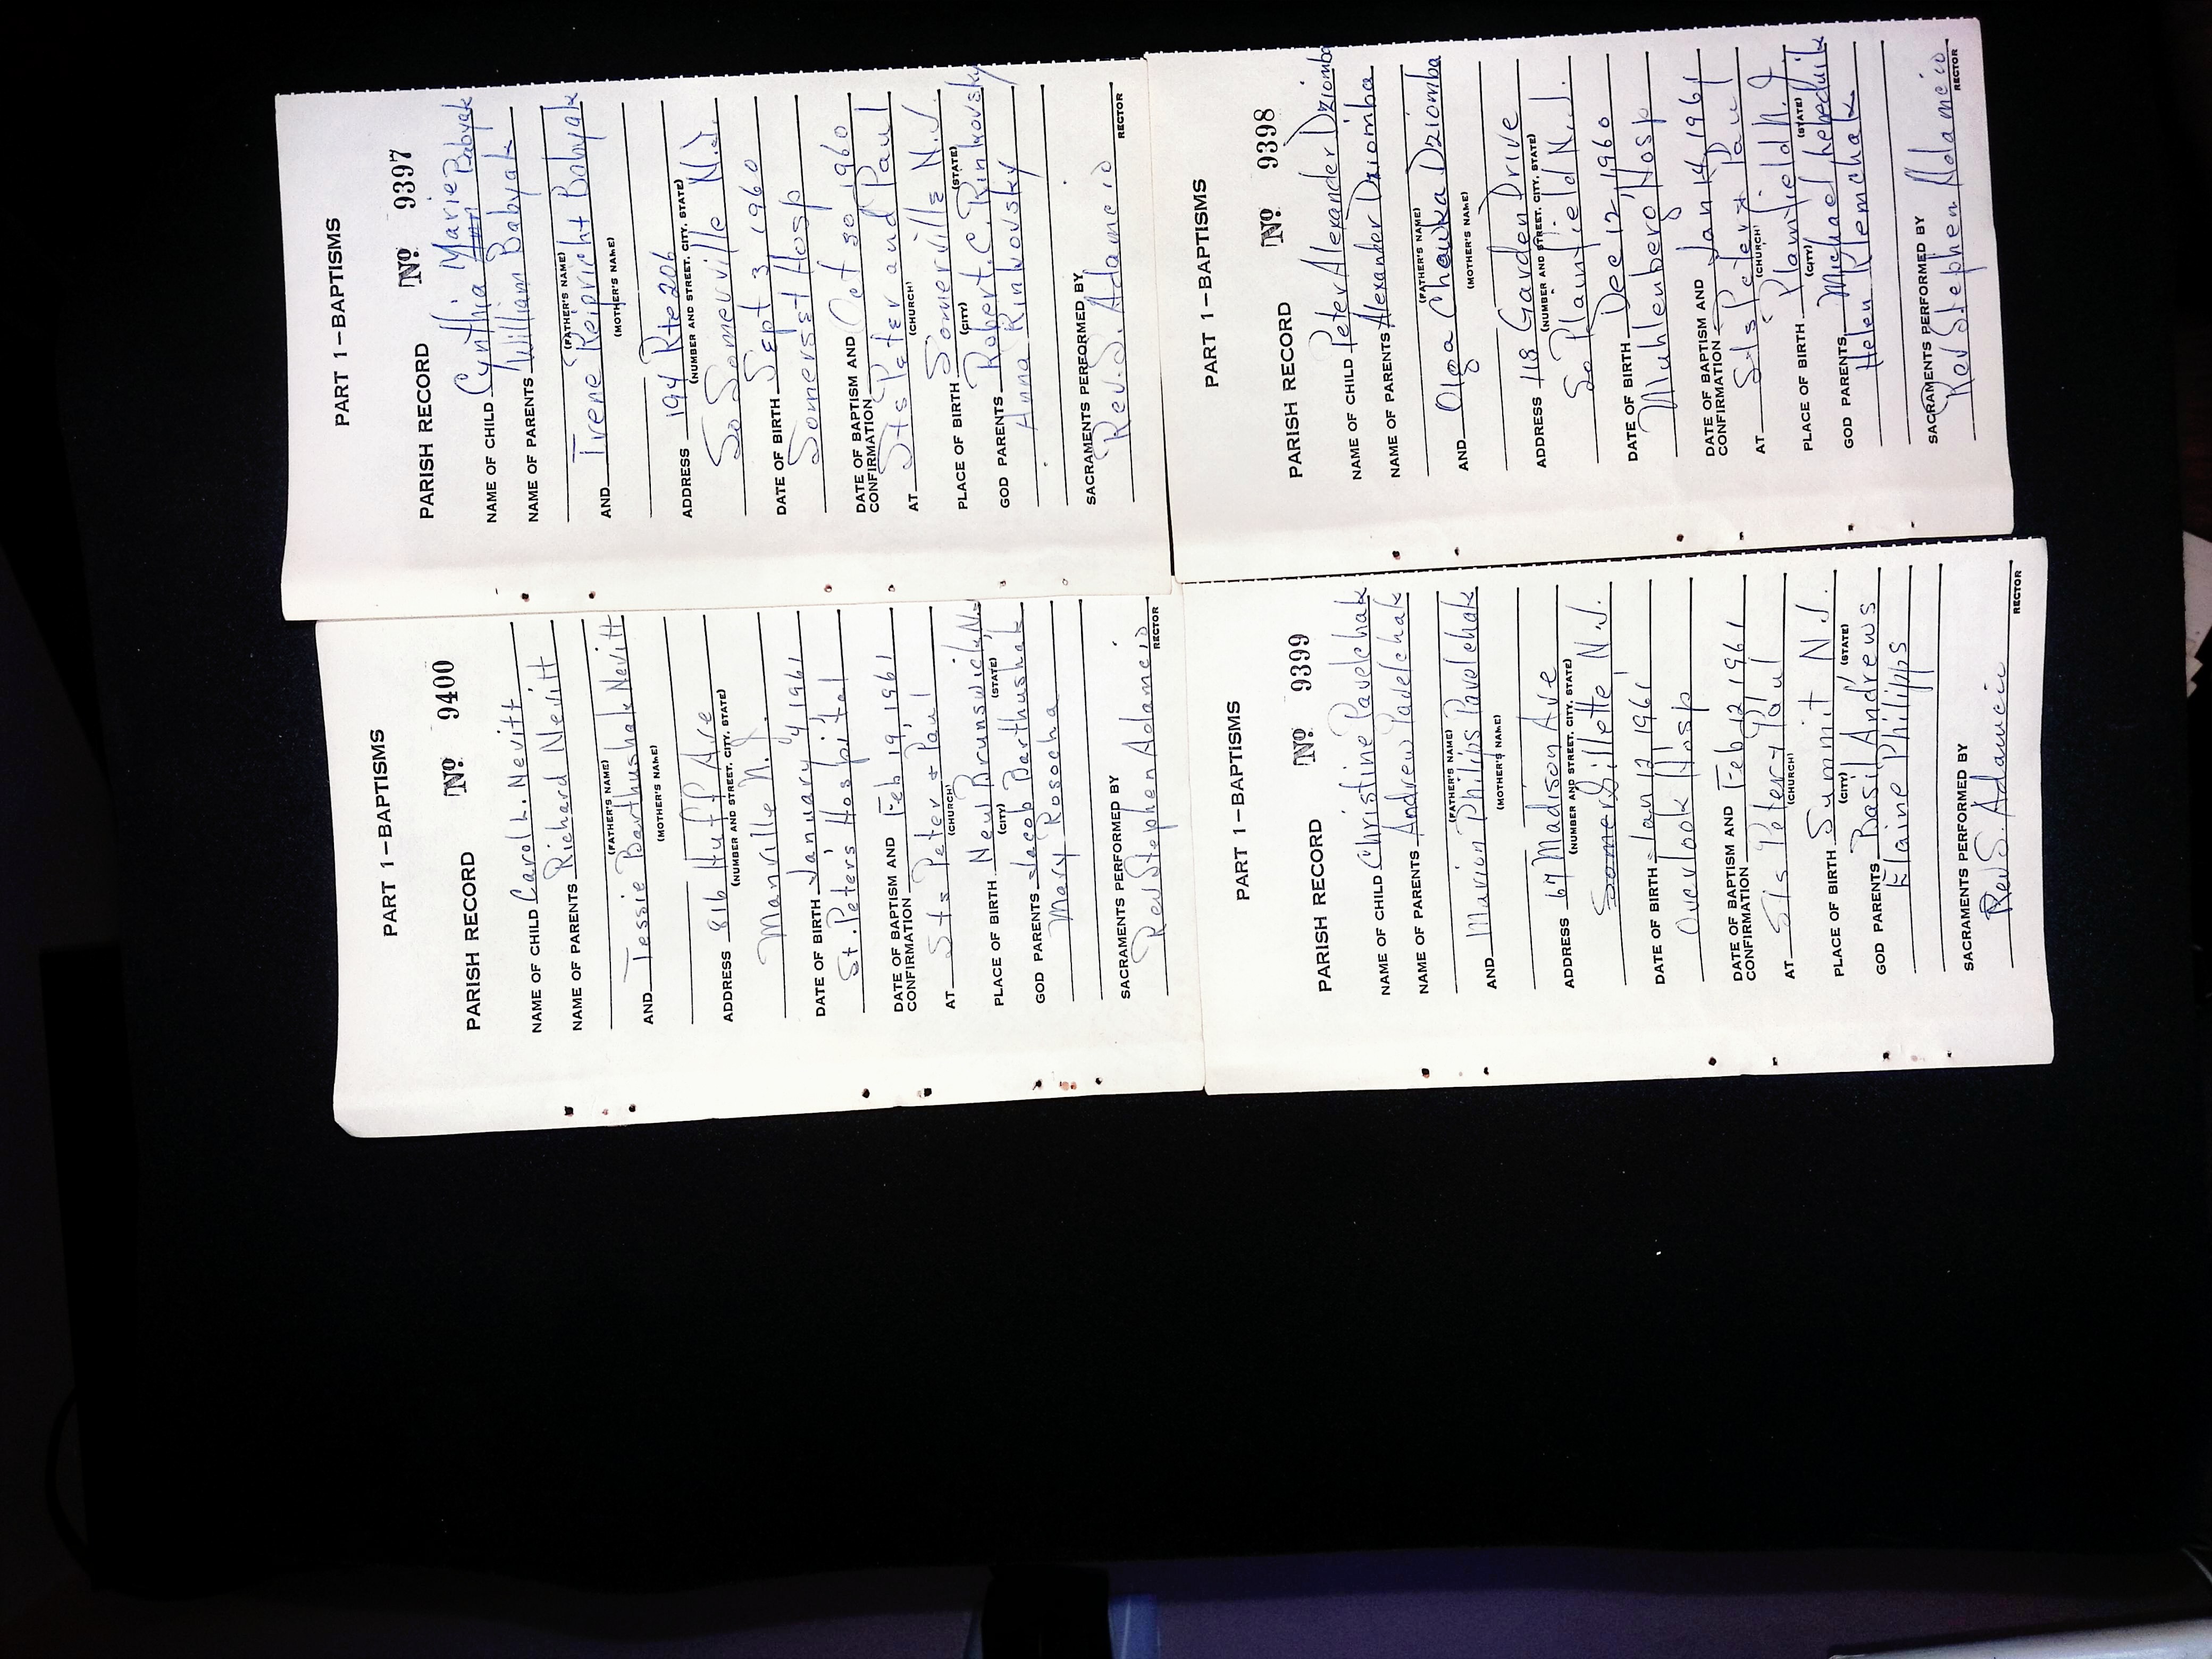 PART 1-BAPTISMS
PARISH RECORD No 9400
NAME OF CHILD Carol L. Nevitt
NAME OF PARENTS Richard Nevitt
(FATHER'S NAME)
AND Tessie Barthushak Nevitt
(MOTHER'S NAME)
ADDRESS 816 Huff Ave
(NUMBER AND STREET, CITY, STATE)
Manville N.J.
DATE OF BIRTH January 4, 1961
St. Peter's Hospital
DATE OF BAPTISM AND
CONFIRMATION Feb 19, 1961
AT Sts Peter & Paul
(CHURCH)
PLACE OF BIRTH New Brunswick, N.J
(CITY) (STATE)
GOD PARENTS Jacob Barthushak
Mary Rosocha
SACRAMENTS PERFORMED BY
Rev Stephen Adamcio
RECTOR
PART 1-BAPTISMS
PARISH RECORD No 9397
Marie
NAME OF CHILD Cynthia Ann Babyak
NAME OF PARENTS William Babyak
(FATHER'S NAME)
AND Irene Reipricht Babyak
(MOTHER'S NAME)
ADDRESS 194 Rte 206
(NUMBER AND STREET, CITY, STATE)
So Somerville N.J.
DATE OF BIRTH Sept 3, 1960
Somerset Hosp
DATE OF BAPTISM AND
CONFIRMATION Oct 30, 1960
AT Sts Peter and Paul
(CHURCH)
PLACE OF BIRTH Somerville N.J.
(CITY) (STATE)
GOD PARENTS Robert. C. Rinkovsky
Anna Rinkovsky
SACRAMENTS PERFORMED BY
Rev. S. Adamcio
RECTOR
PART 1-BAPTISMS
PARISH RECORD No 9399
NAME OF CHILD Christine Pavelchak
NAME OF PARENTS Andrew Pavelchak
(FATHER'S NAME)
AND Marion Philips Pavelchak
(MOTHER'S NAME)
ADDRESS 67 Madison Ave
(NUMBER AND STREET, CITY, STATE)
Somer Gillette, N.J.
DATE OF BIRTH Jan 12, 1961
Overlook Hosp
DATE OF BAPTISM AND
CONFIRMATION Feb 12, 1961
AT Sts Peter & Paul
(CHURCH)
PLACE OF BIRTH Summit N.J.
(CITY) (STATE)
GOD PARENTS Basil Andrews
Elaine Philipps
SACRAMENTS PERFORMED BY
Rev S. Adamcio
RECTOR
PART 1-BAPTISMS
PARISH RECORD No 9398
NAME OF CHILD Peter Alexander Dziomba
NAME OF PARENTS Alexander Dziomba
(FATHER'S NAME)
AND Olga Chowka Dziomba
(MOTHER'S NAME)
ADDRESS 118 Garden Drive
(NUMBER AND STREET, CITY, STATE)
So Plainfield N.J.
DATE OF BIRTH Dec 12, 1960
Muhlenberg Hosp
DATE OF BAPTISM AND
CONFIRMATION Jan 14, 1961
AT Sts Peter & Paul
(CHURCH)
PLACE OF BIRTH Plainfield N.J.
(CITY) (STATE)
GOD PARENTS Michael Lebedwik
Helen Klemchak
SACRAMENTS PERFORMED BY
Rev Stephen Adamcio
RECTOR